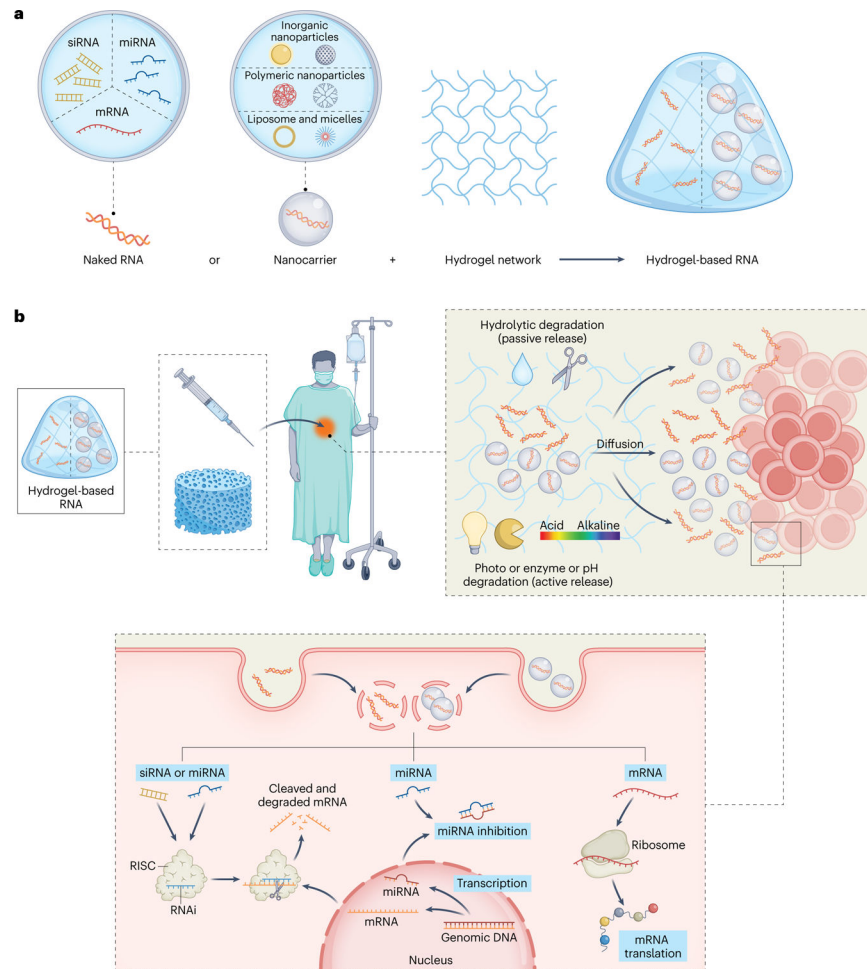 a
siRNA
miRNA
mRNA
Inorganic
nanoparticles
Polymeric nanoparticles
Liposome and micelles
Naked RNA or Nanocarrier + Hydrogel network Hydrogel-based RNA
b
Hydrogel-based
RNA
Hydrolytic degradation
(passive release)
Diffusion
Acid Alkaline
Photo or enzyme or pH
degradation (active release)
siRNA or miRNA
miRNA
mRNA
Cleaved and
degraded mRNA
miRNA inhibition
Ribosome
RISC
RNAi
miRNA
Transcription
mRNA
Genomic DNA
Nucleus
mRNA
translation